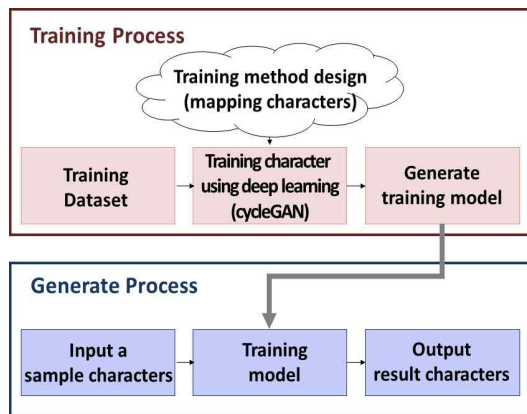 Training Process
Training method design
(mapping characters)
Training
Dataset
Training character
using deep learning
(cycleGAN)
Generate
training model
Generate Process
Input a
sample characters
Training
model
Output
result characters